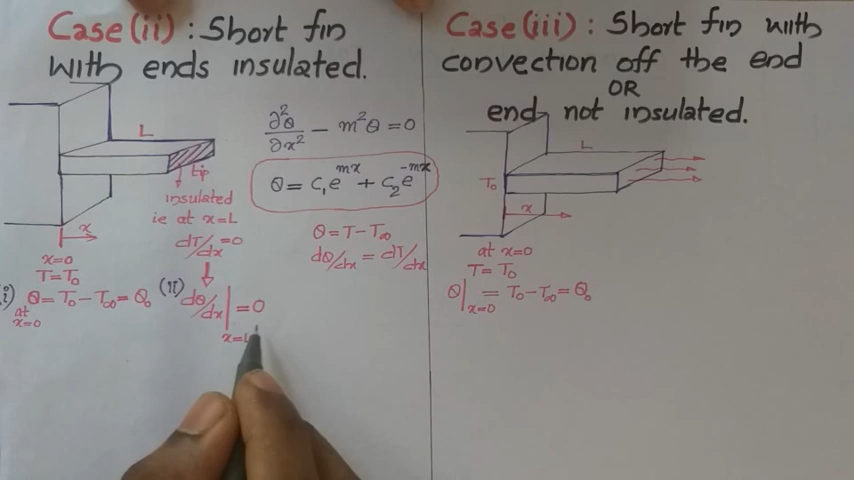 Case(ii) : Short fin
with ends insulated.
L
tip
insulated
ie at x=L
dT/dx = 0
x
x=0
T=T₀
∂²θ/∂x² − m²θ = 0
θ = C₁e^mx + C₂e^-mx
θ = T − T∞
dθ/dx = dT/dx
i) θ = T₀ − T∞ = θ₀
at
x=0
(ii) dθ/dx | = 0
x=L
Case(iii) : Short fin with
convection off the end
OR
end not insulated.
L
T₀
x
at x=0
T= T₀
θ|x=0 = T₀ − T∞ = θ₀